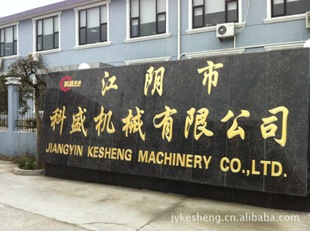 江阴市
科盛机械有限公司
JIANGYIN KESHENG MACHINERY CO.,LTD.
jykesheng.cn.alibaba.com